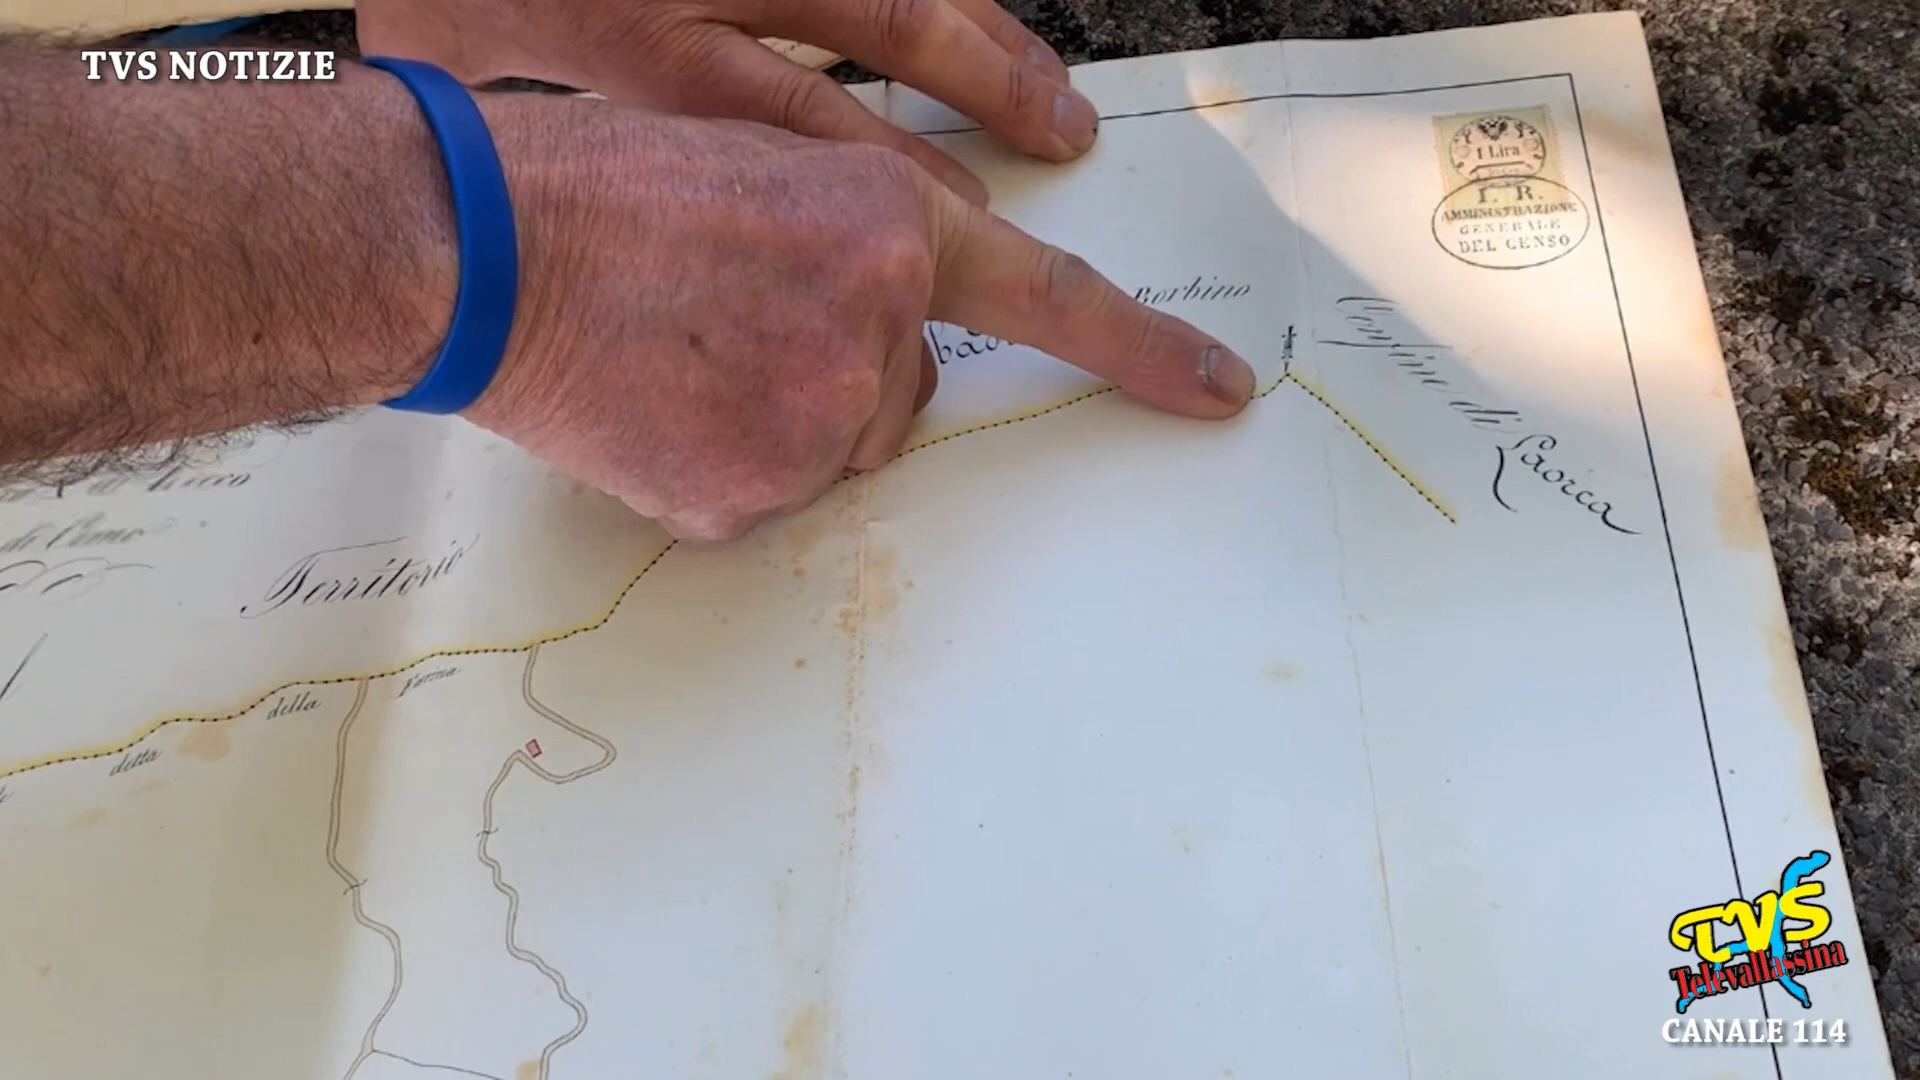 TVS NOTIZIE
1 Lira
I. R.
AMMINISTRAZIONE
GENERALE
DEL CENSO
Borbino
Confine di Laorca
Territorio
della
detta
TVS
Televallassina
CANALE 114